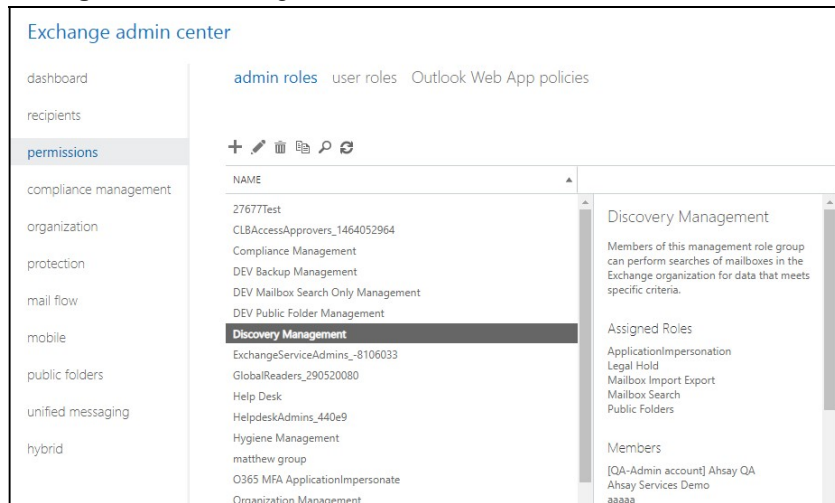 Exchange admin center
dashboard
recipients
permissions
compliance management
organization
protection
mail flow
mobile
public folders
unified messaging
hybrid
admin roles user roles Outlook Web App policies
NAME
27677Test
CLBAccessApprovers_1464052964
Compliance Management
DEV Backup Management
DEV Mailbox Search Only Management
DEV Public Folder Management
Discovery Management
ExchangeServiceAdmins_-8106033
GlobalReaders_290520080
Help Desk
HelpdeskAdmins_440e9
Hygiene Management
matthew group
O365 MFA ApplicationImpersonate
Organization Management
Discovery Management
Members of this management role group
can perform searches of mailboxes in the
Exchange organization for data that meets
specific criteria.
Assigned Roles
ApplicationImpersonation
Legal Hold
Mailbox Import Export
Mailbox Search
Public Folders
Members
[QA-Admin account] Ahsay QA
Ahsay Services Demo
aaaaa